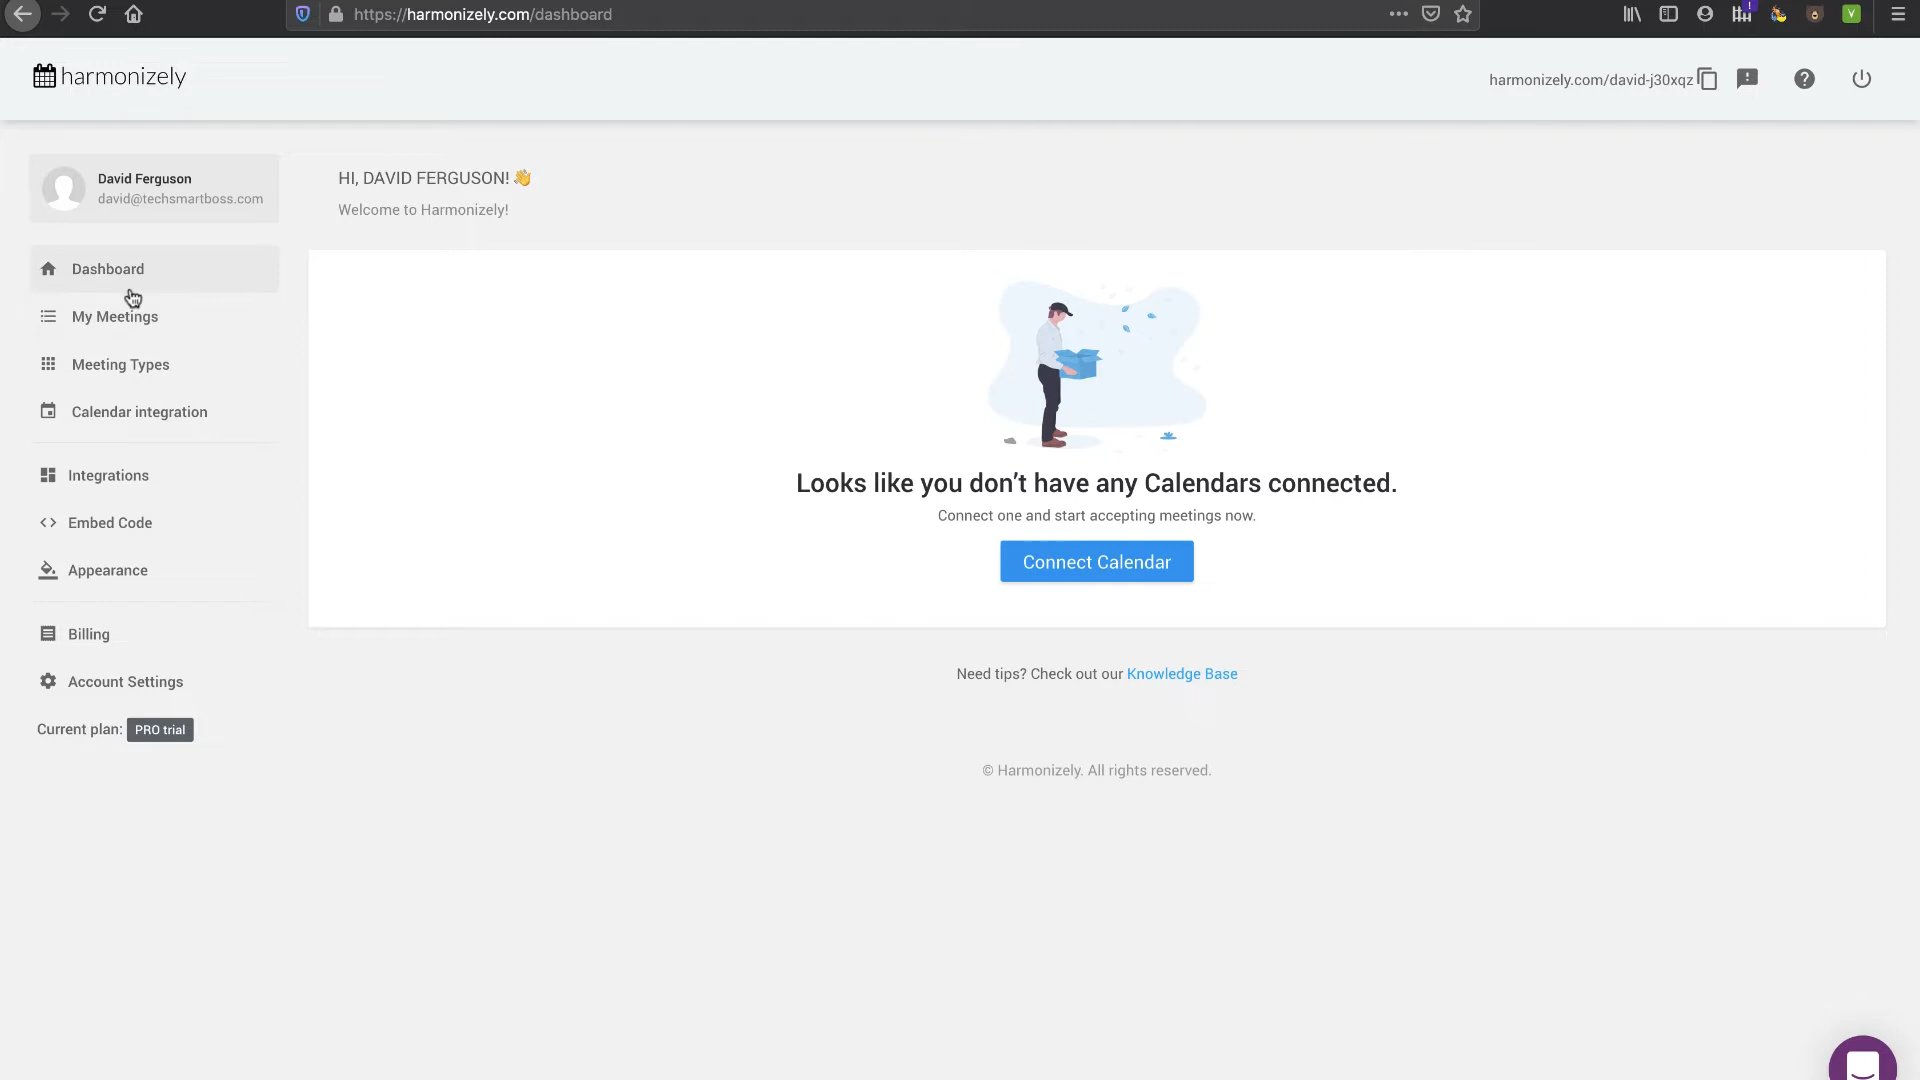 https://harmonizely.com/dashboard
harmonizely
harmonizely.com/david-j30xqz
David Ferguson
david@techsmartboss.com
HI, DAVID FERGUSON! 👋
Welcome to Harmonizely!
Dashboard
My Meetings
Meeting Types
Calendar integration
Integrations
Embed Code
Appearance
Billing
Account Settings
Current plan: PRO trial
Looks like you don’t have any Calendars connected.
Connect one and start accepting meetings now.
Connect Calendar
Need tips? Check out our Knowledge Base
© Harmonizely. All rights reserved.